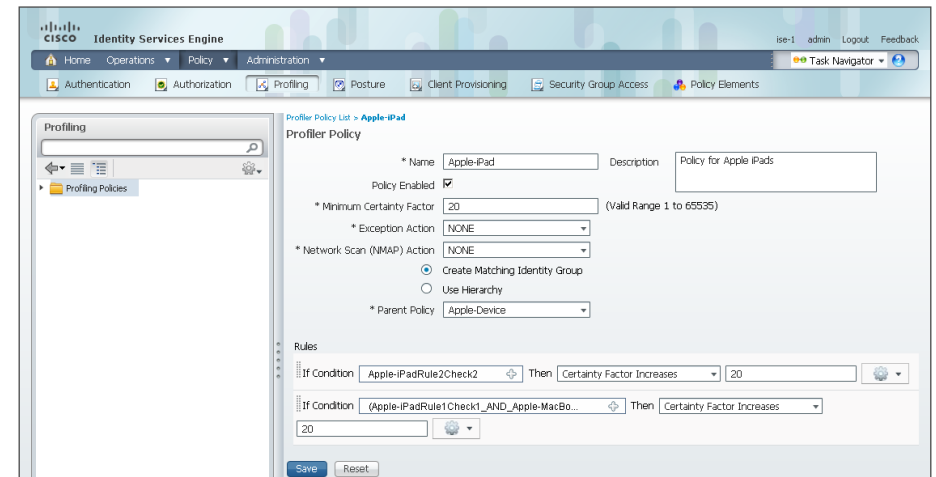 CISCO Identity Services Engine
ise-1 admin Logout Feedback
Home Operations Policy Administration
Task Navigator ?
Authentication Authorization Profiling Posture Client Provisioning Security Group Access Policy Elements
Profiling
Profiling Policies
Profiler Policy List > Apple-iPad
Profiler Policy
* Name Apple-iPad Description Policy for Apple iPads
Policy Enabled
* Minimum Certainty Factor 20 (Valid Range 1 to 65535)
* Exception Action NONE
* Network Scan (NMAP) Action NONE
Create Matching Identity Group
Use Hierarchy
* Parent Policy Apple-Device
Rules
If Condition Apple-iPadRule2Check2 Then Certainty Factor Increases 20
If Condition (Apple-iPadRule1Check1_AND_Apple-MacBo... Then Certainty Factor Increases
20
Save Reset